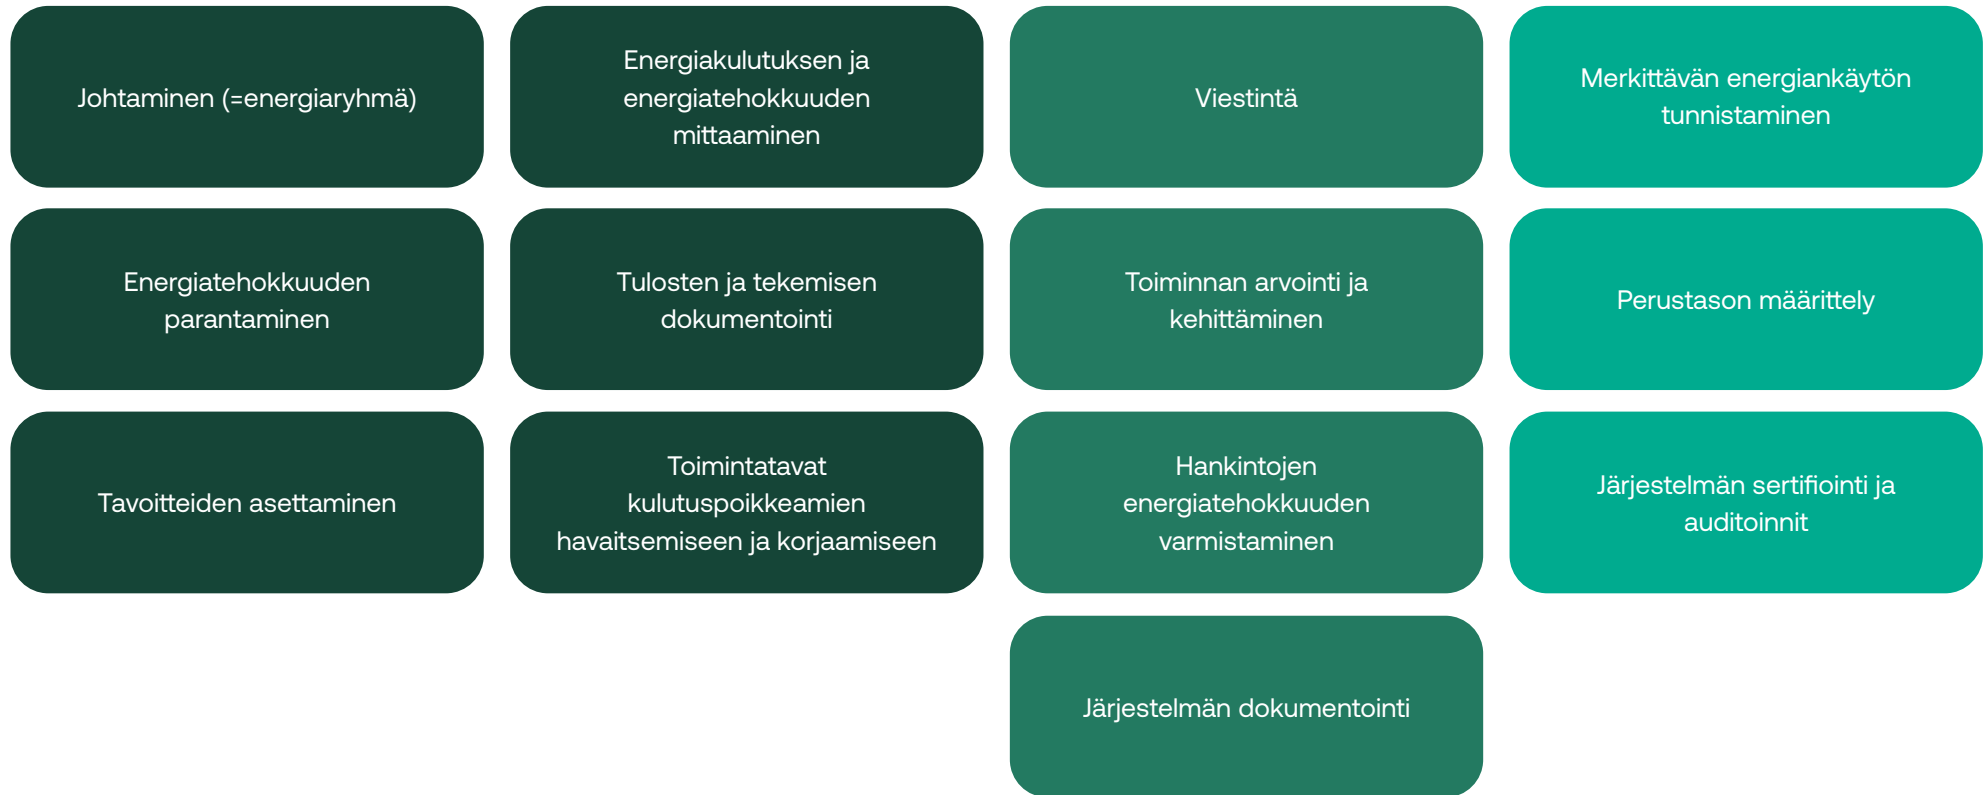 Johtaminen (=energiaryhmä)
Energiakulutuksen ja
energiatehokkuuden
mittaaminen
Viestintä
Merkittävän energiankäytön
tunnistaminen
Energiatehokkuuden
parantaminen
Tulosten ja tekemisen
dokumentointi
Toiminnan arvointi ja
kehittäminen
Perustason määrittely
Tavoitteiden asettaminen
Toimintatavat
kulutuspoikkeamien
havaitsemiseen ja korjaamiseen
Hankintojen
energiatehokkuuden
varmistaminen
Järjestelmän sertifiointi ja
auditoinnit
Järjestelmän dokumentointi